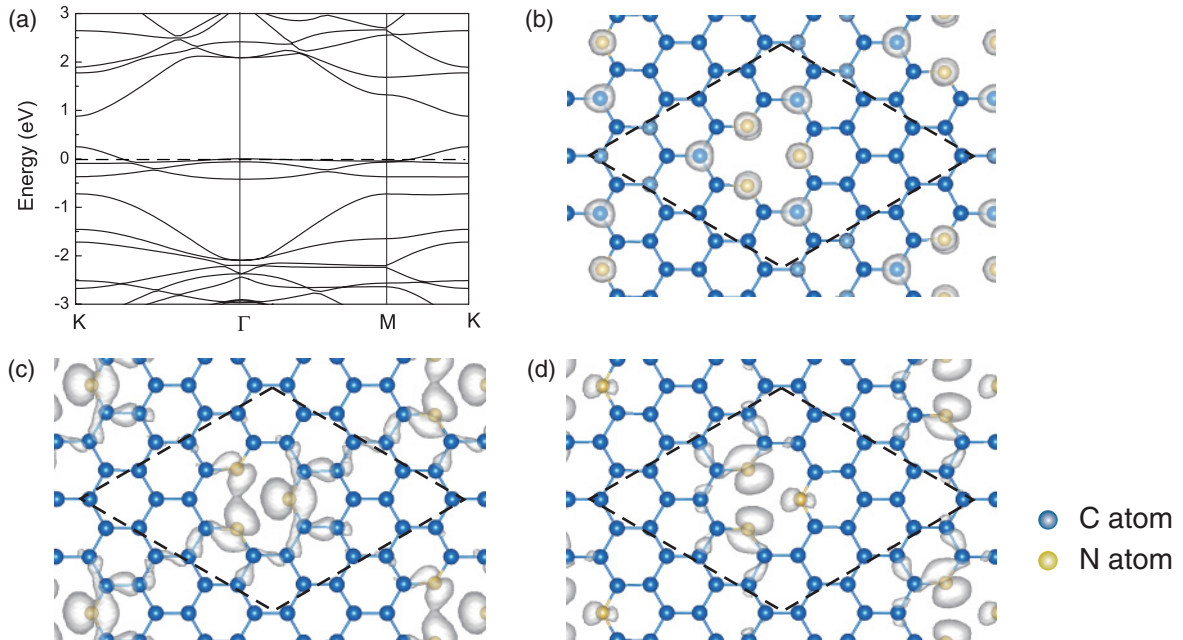 (a)
3
2
1
0
-1
-2
-3
Energy (eV)
K
Γ
M
K
(b)
(c)
(d)
C atom
N atom